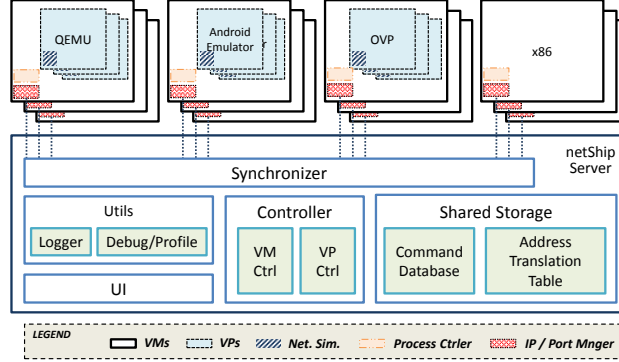 QEMU
Android
Emulator
OVP
x86
netShip
Server
Synchronizer
Utils
Controller
Shared Storage
Logger
Debug/Profile
VM
Ctrl
VP
Ctrl
Command
Database
Address
Translation
Table
UI
LEGEND
VMs
VPs
Net. Sim.
Process Ctrler
IP / Port Mnger